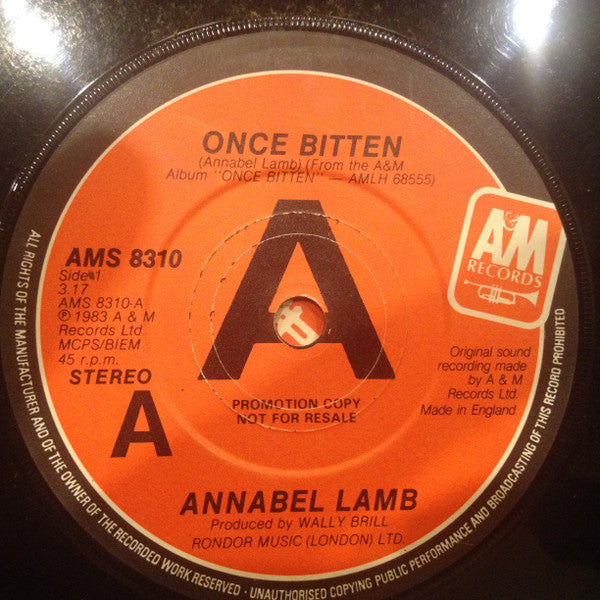 ONCE BITTEN
(Annabel Lamb) (From the A&M
Album "ONCE BITTEN" — AMLH 68555)
A&M
RECORDS
AMS 8310
Side 1
3.17
AMS 8310-A
℗ 1983 A & M
Records Ltd.
MCPS/BIEM
45 r.p.m.
STEREO
A
A
PROMOTION COPY
NOT FOR RESALE
Original sound
recording made
by A & M
Records Ltd.
Made in England
ANNABEL LAMB
Produced by WALLY BRILL
RONDOR MUSIC (LONDON) LTD.
ALL RIGHTS OF THE MANUFACTURER AND OF THE OWNER OF THE RECORDED WORK RESERVED · UNAUTHORISED COPYING PUBLIC PERFORMANCE AND BROADCASTING OF THIS RECORD PROHIBITED